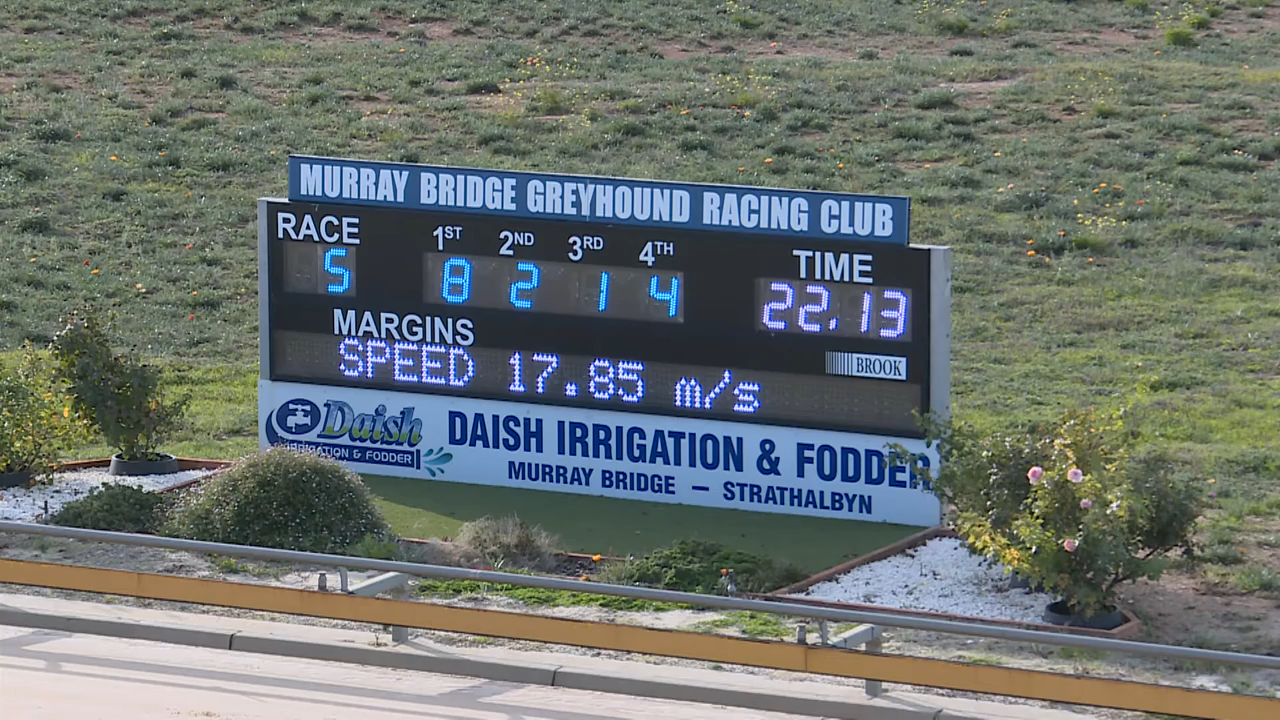 MURRAY BRIDGE GREYHOUND RACING CLUB
RACE 1ST 2ND 3RD 4TH TIME
5 8 2 1 4 22.13
MARGINS
SPEED 17.85 m/s
BROOK
Daish
IRRIGATION & FODDER
DAISH IRRIGATION & FODDER
MURRAY BRIDGE – STRATHALBYN